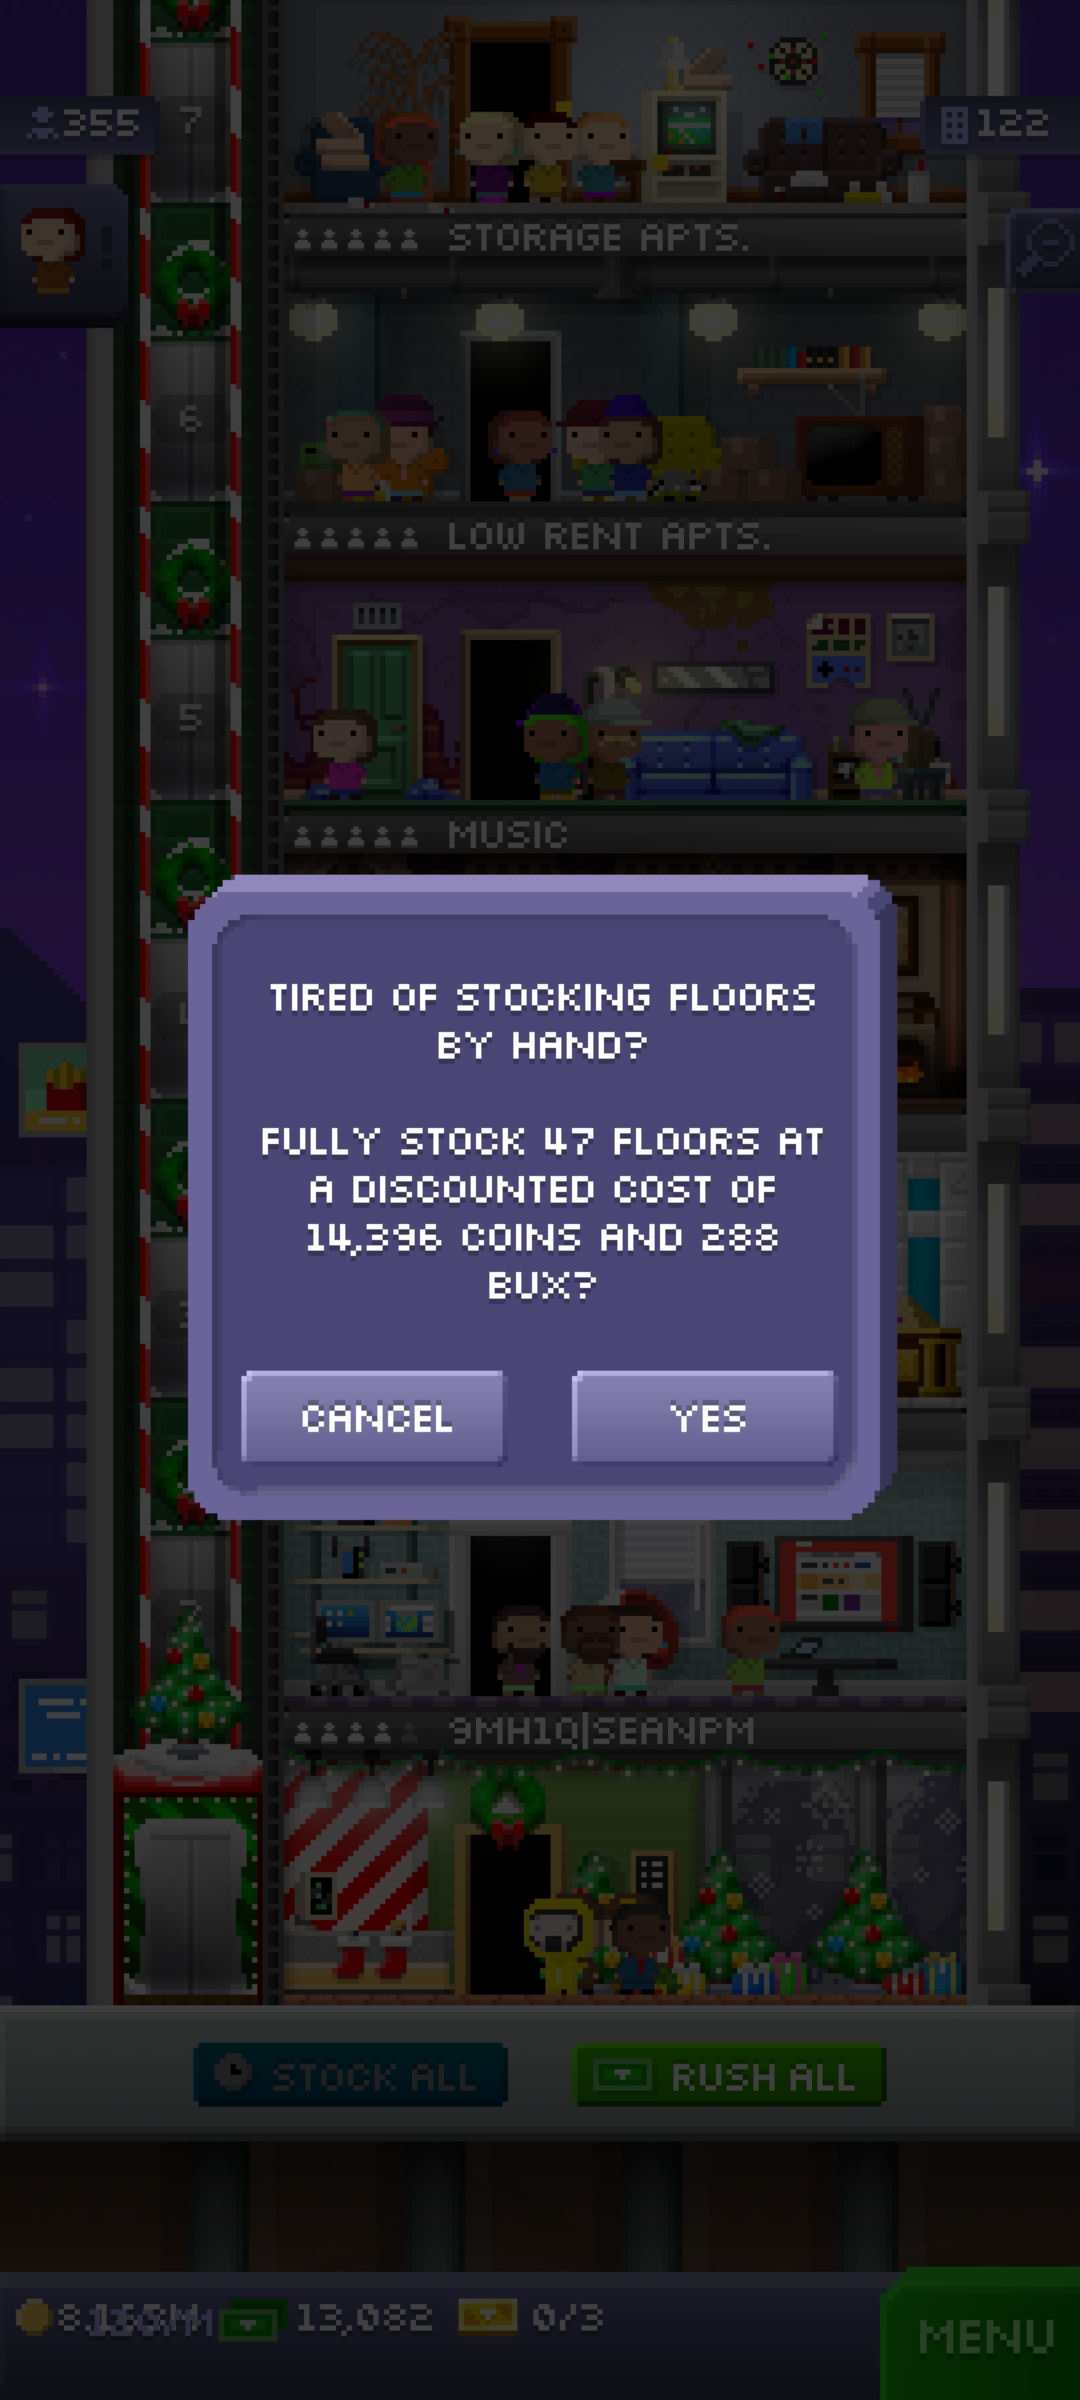 7
355
122
STORAGE APTS.
6
LOW RENT APTS.
5
MUSIC
TIRED OF STOCKING FLOORS
BY HAND?
FULLY STOCK 47 FLOORS AT
A DISCOUNTED COST OF
14,396 COINS AND 288
BUX?
CANCEL
YES
9MH1Q|SEANPM
STOCK ALL
RUSH ALL
13,082
0/3
MENU